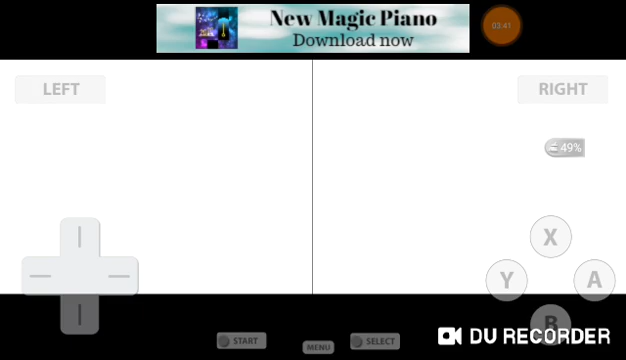 New Magic Piano
Download now
03:41
LEFT
RIGHT
49%
X
Y
A
B
START
SELECT
MENU
DU RECORDER